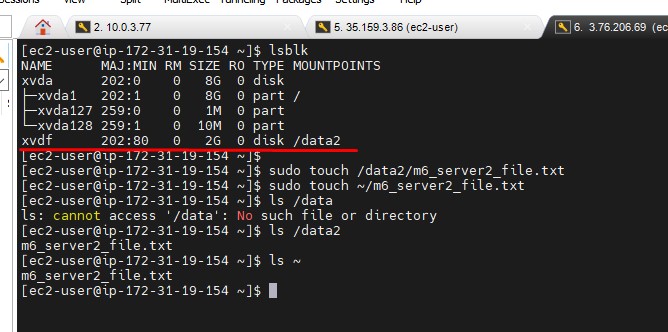 Sessions View Split MultiExec Tunneling Packages Settings Help
2. 10.0.3.77 5. 35.159.3.86 (ec2-user) 6. 3.76.206.69 (ec
[ec2-user@ip-172-31-19-154 ~]$ lsblk
NAME MAJ:MIN RM SIZE RO TYPE MOUNTPOINTS
xvda 202:0 0 8G 0 disk
├─xvda1 202:1 0 8G 0 part /
├─xvda127 259:0 0 1M 0 part
└─xvda128 259:1 0 10M 0 part
xvdf 202:80 0 2G 0 disk /data2
[ec2-user@ip-172-31-19-154 ~]$
[ec2-user@ip-172-31-19-154 ~]$ sudo touch /data2/m6_server2_file.txt
[ec2-user@ip-172-31-19-154 ~]$ sudo touch ~/m6_server2_file.txt
[ec2-user@ip-172-31-19-154 ~]$ ls /data
ls: cannot access '/data': No such file or directory
[ec2-user@ip-172-31-19-154 ~]$ ls /data2
m6_server2_file.txt
[ec2-user@ip-172-31-19-154 ~]$ ls ~
m6_server2_file.txt
[ec2-user@ip-172-31-19-154 ~]$